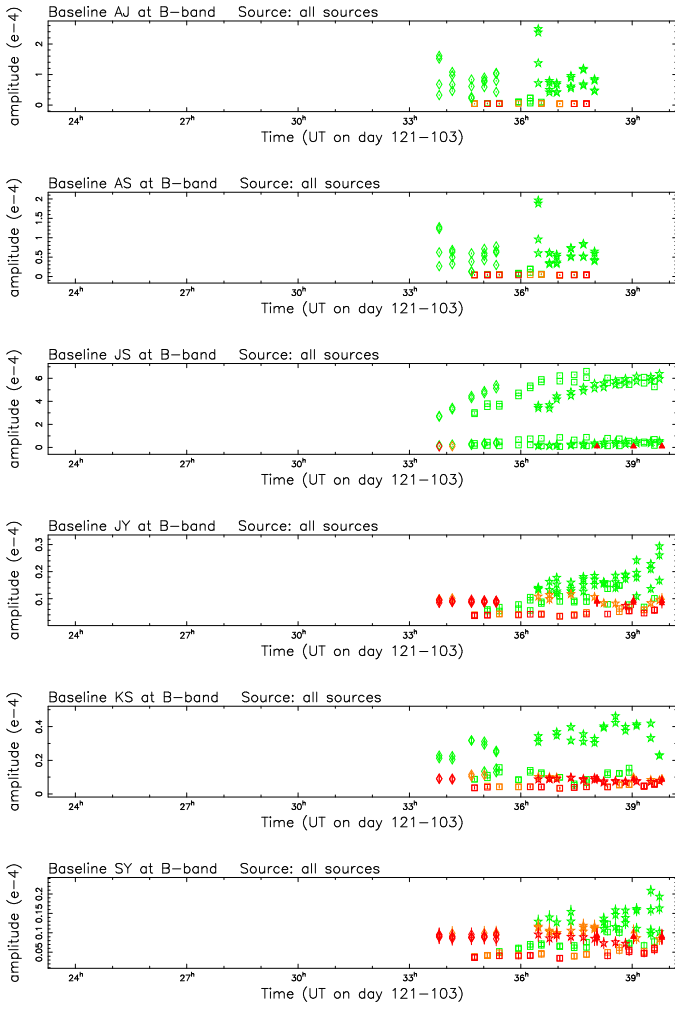 Baseline AJ at B−band Source: all sources
amplitude (e−4)
0 1 2
24h 27h 30h 33h 36h 39h
Time (UT on day 121−103)
Baseline AS at B−band Source: all sources
amplitude (e−4)
0 0.5 1 1.5 2
24h 27h 30h 33h 36h 39h
Time (UT on day 121−103)
Baseline JS at B−band Source: all sources
amplitude (e−4)
0 2 4 6
24h 27h 30h 33h 36h 39h
Time (UT on day 121−103)
Baseline JY at B−band Source: all sources
amplitude (e−4)
0.1 0.2 0.3
24h 27h 30h 33h 36h 39h
Time (UT on day 121−103)
Baseline KS at B−band Source: all sources
amplitude (e−4)
0 0.2 0.4
24h 27h 30h 33h 36h 39h
Time (UT on day 121−103)
Baseline SY at B−band Source: all sources
amplitude (e−4)
0.05 0.1 0.15 0.2
24h 27h 30h 33h 36h 39h
Time (UT on day 121−103)